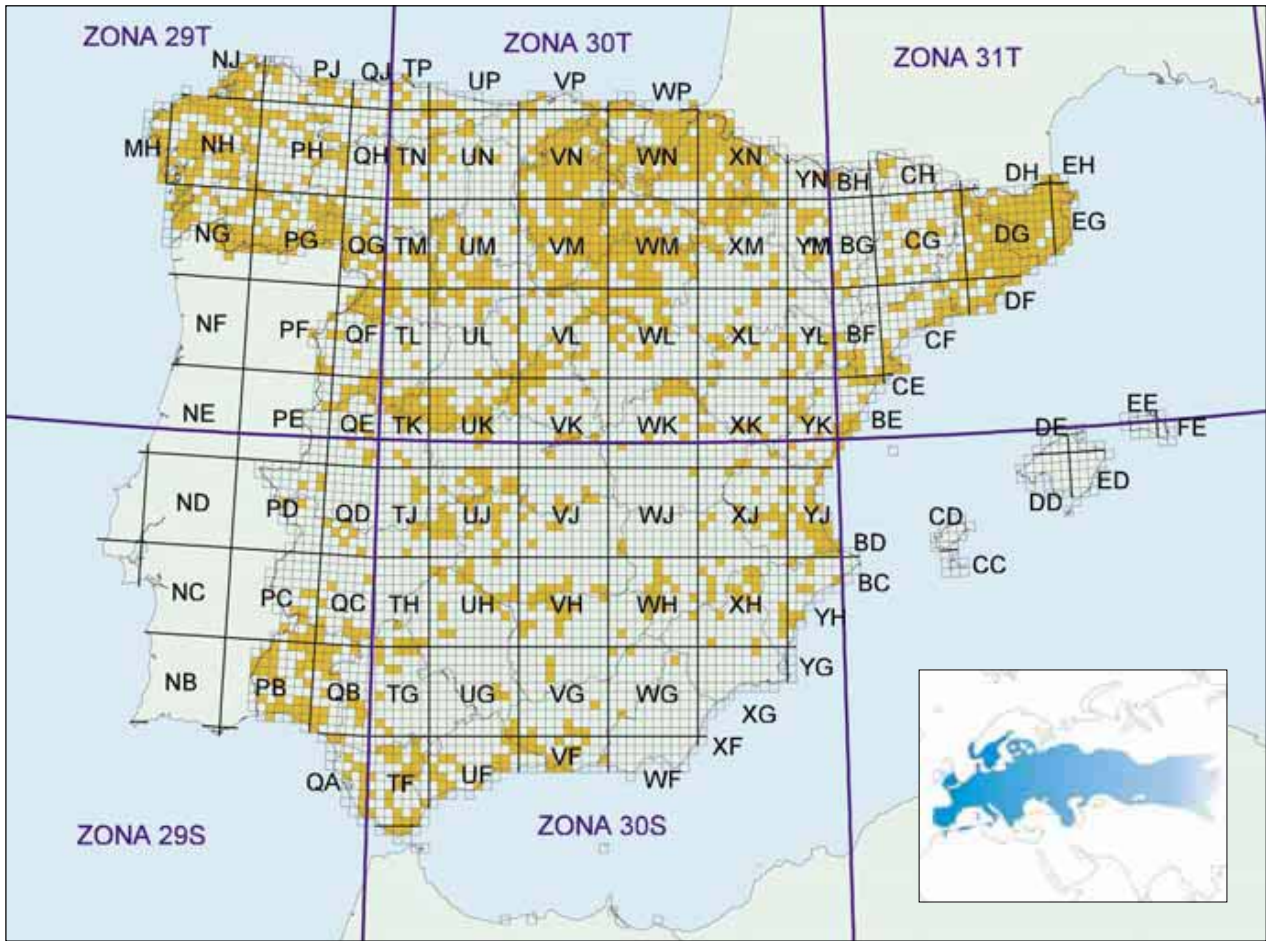 ZONA 29T
ZONA 30T
ZONA 31T
NJ PJ QJ TP UP VP WP
MH NH PH QH TN UN VN WN XN YN BH CH DH EH
NG PG QG TM UM VM WM XM YM BG CG DG EG
NF PF QF TL UL VL WL XL YL BF CF DF
NE PE QE TK UK VK WK XK YK BE CE DE EE FE
ND PD QD TJ UJ VJ WJ XJ YJ BD CD DD ED
NC PC QC TH UH VH WH XH YH BC CC
NB PB QB TG UG VG WG XG YG
QA TF UF VF WF XF
ZONA 29S
ZONA 30S